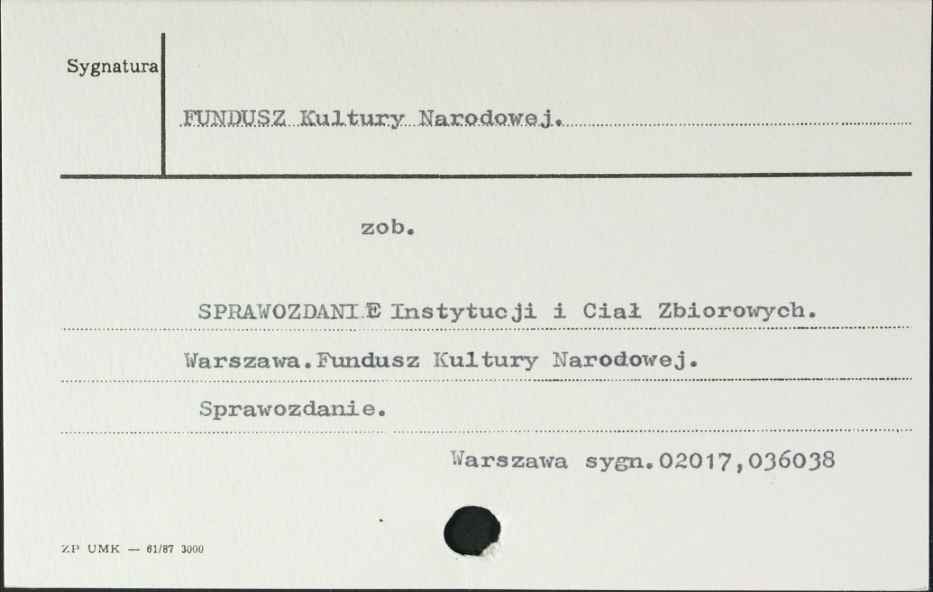 Sygnatura
FUNDUSZ Kultury Narodowej.
zob.
SPRAWOZDANIE Instytucji i Ciał Zbiorowych.
Warszawa.Fundusz Kultury Narodowej.
Sprawozdanie.
Warszawa sygn.02017,036038
ZP UMK — 61/87 3000